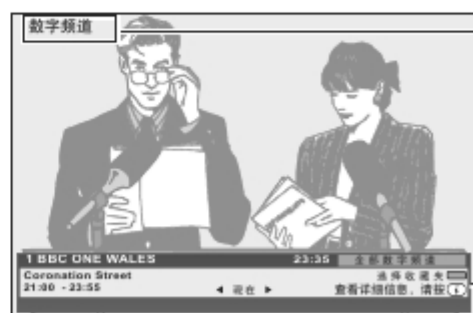 数字频道
1 BBC ONE WALES 23:35 全部数字频道
Coronation Street 选择收藏夹
21:00 - 23:55 ◀ 现在 ▶ 查看详细信息，请按 i